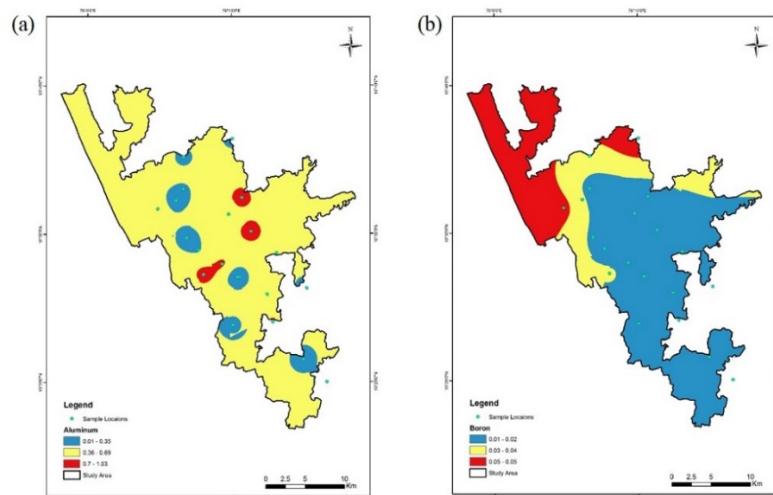 (a)
N
Legend
Sample Locaions
Aluminum
0.01 - 0.35
0.36 - 0.69
0.7 - 1.03
Study Area
0 2.5 5 10
Km
(b)
N
Legend
Sample Locaions
Boron
0.01 - 0.02
0.03 - 0.04
0.05 - 0.05
Study Area
0 2.5 5 10
Km